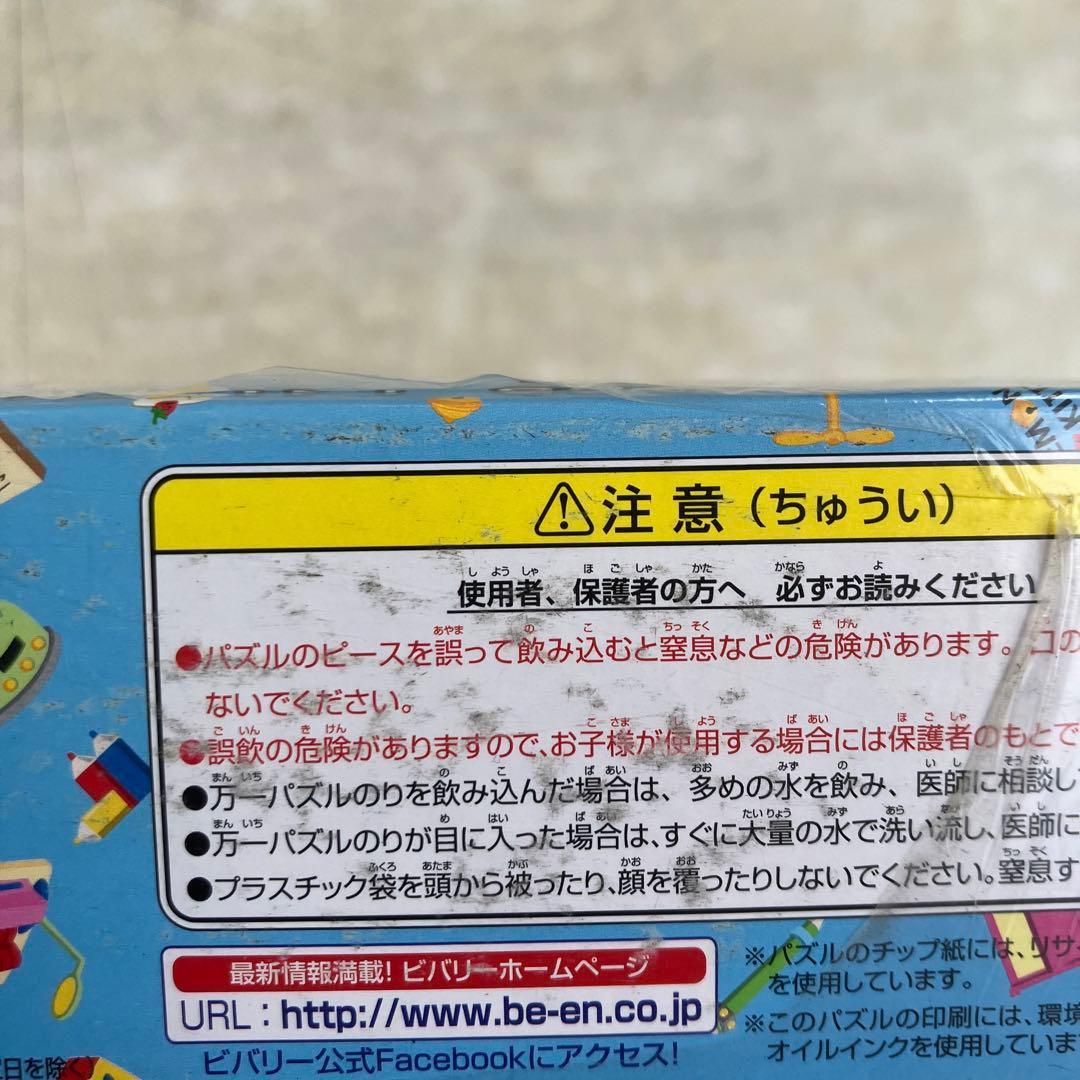 注意（ちゅうい）
使用者、保護者の方へ 必ずお読みください
●パズルのピースを誤って飲み込むと窒息などの危険があります。口の
ないでください。
●誤飲の危険がありますので、お子様が使用する場合には保護者のもとで
●万一パズルのりを飲み込んだ場合は、多めの水を飲み、医師に相談し
●万一パズルのりが目に入った場合は、すぐに大量の水で洗い流し、医師に
●プラスチック袋を頭から被ったり、顔を覆ったりしないでください。窒息す
最新情報満載! ビバリーホームページ
URL：http://www.be-en.co.jp
ビバリー公式Facebookにアクセス!
※パズルのチップ紙には、リサ
を使用しています。
※このパズルの印刷には、環境
オイルインクを使用していま
日を除く)